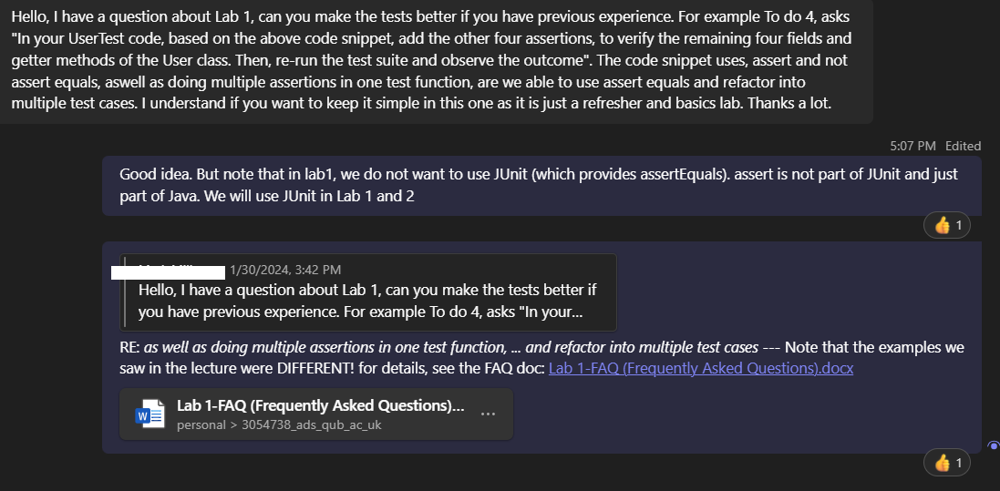 Hello, I have a question about Lab 1, can you make the tests better if you have previous experience. For example To do 4, asks
"In your UserTest code, based on the above code snippet, add the other four assertions, to verify the remaining four fields and
getter methods of the User class. Then, re-run the test suite and observe the outcome". The code snippet uses, assert and not
assert equals, aswell as doing multiple assertions in one test function, are we able to use assert equals and refactor into
multiple test cases. I understand if you want to keep it simple in this one as it is just a refresher and basics lab. Thanks a lot.
5:07 PM Edited
Good idea. But note that in lab1, we do not want to use JUnit (which provides assertEquals). assert is not part of JUnit and just
part of Java. We will use JUnit in Lab 1 and 2
👍 1
1/30/2024, 3:42 PM
Hello, I have a question about Lab 1, can you make the tests better if
you have previous experience. For example To do 4, asks "In your...
RE: as well as doing multiple assertions in one test function, ... and refactor into multiple test cases --- Note that the examples we
saw in the lecture were DIFFERENT! for details, see the FAQ doc: Lab 1-FAQ (Frequently Asked Questions).docx
W
Lab 1-FAQ (Frequently Asked Questions)...
personal > 3054738_ads_qub_ac_uk
👍 1